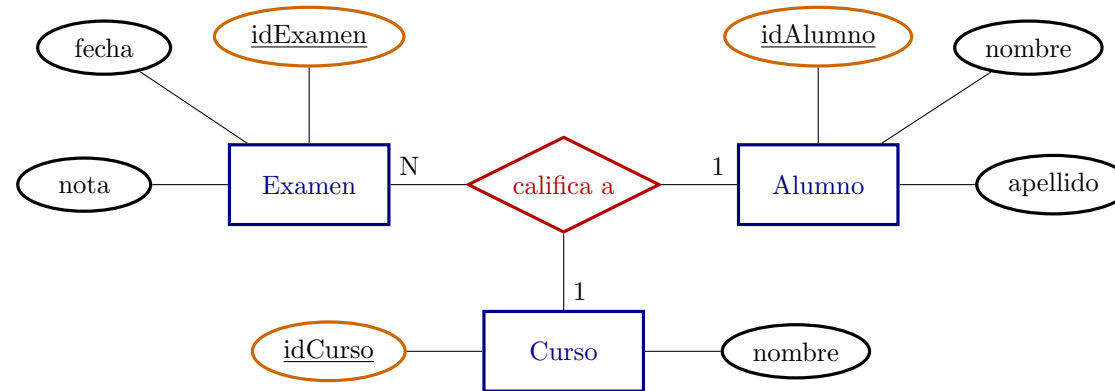 idExamen
idAlumno
fecha
nombre
N
1
nota
Examen
califica a
Alumno
apellido
1
idCurso
Curso
nombre